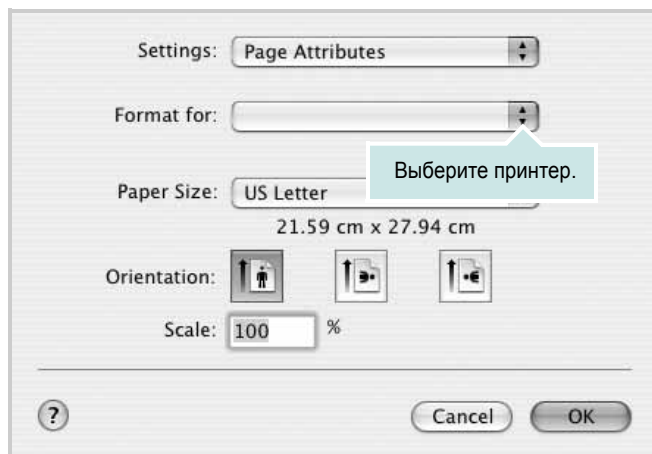 Settings: Page Attributes
Format for:
Выберите принтер.
Paper Size: US Letter
21.59 cm x 27.94 cm
Orientation:
Scale: 100 %
? Cancel OK